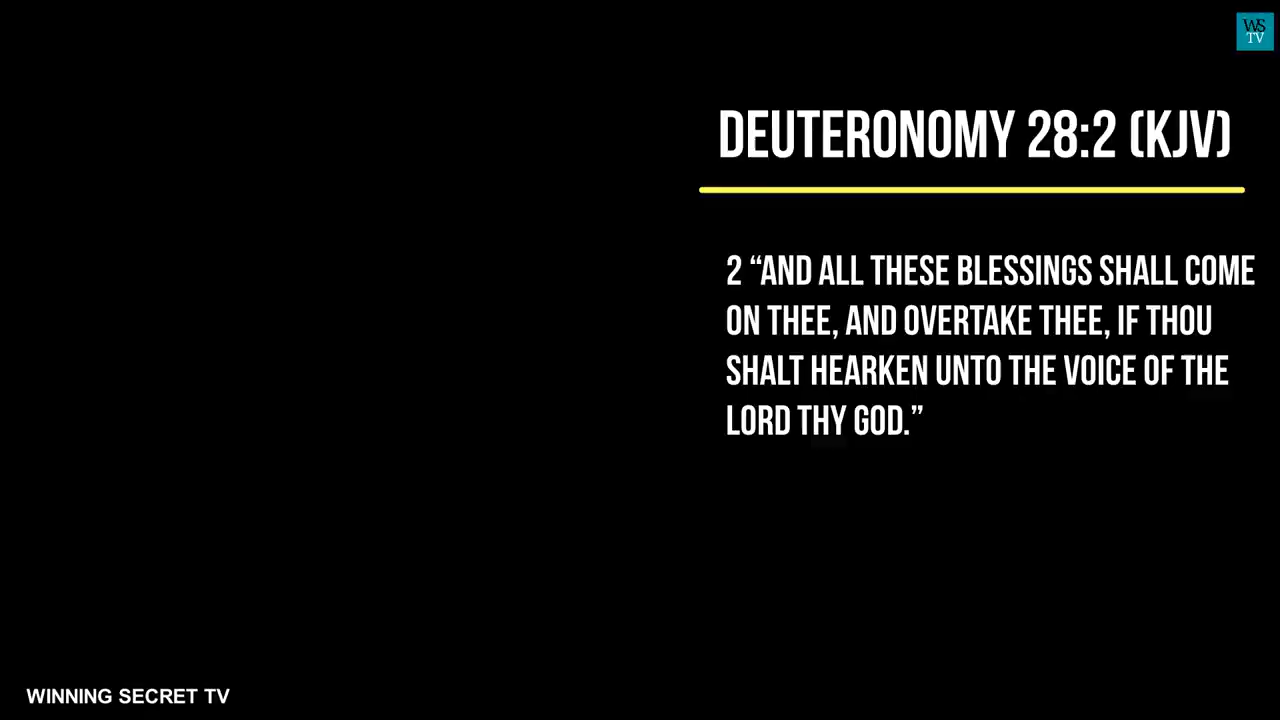 WS
TV
DEUTERONOMY 28:2 (KJV)
2 “AND ALL THESE BLESSINGS SHALL COME
ON THEE, AND OVERTAKE THEE, IF THOU
SHALT HEARKEN UNTO THE VOICE OF THE
LORD THY GOD.”
WINNING SECRET TV